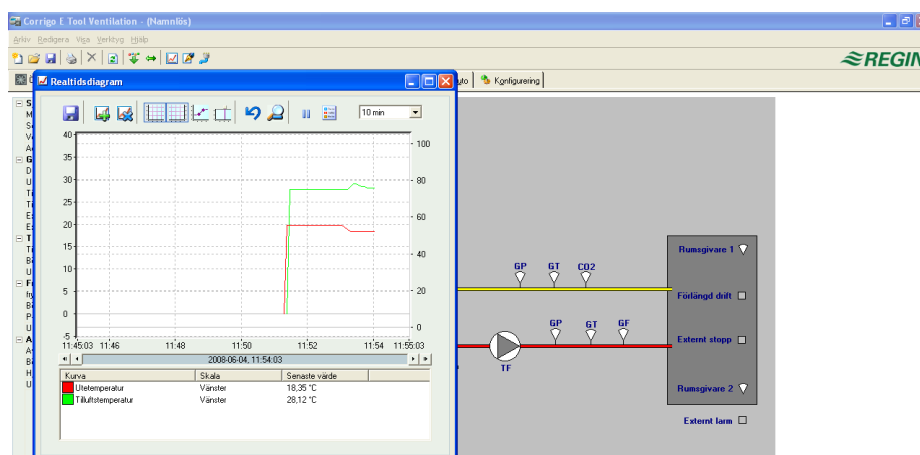 Corrigo E Tool Ventilation - (Namnlös)
Arkiv Redigera Visa Verktyg Hjälp
REGIN
Realtidsdiagram
uto Konfigurering
10 min
40
35
30
25
20
15
10
5
0
-5
100
80
60
40
20
0
11:45:03 11:46 11:48 11:50 11:52 11:54 11:55:03
2008-06-04, 11:54:03
Kurva Skala Senaste värde
Utetemperatur Vänster 18,35 °C
Tilluftstemperatur Vänster 28,12 °C
GP GT CO2
GP GT GF
TF
Rumsgivare 1
Förlängd drift
Externt stopp
Rumsgivare 2
Externt larm